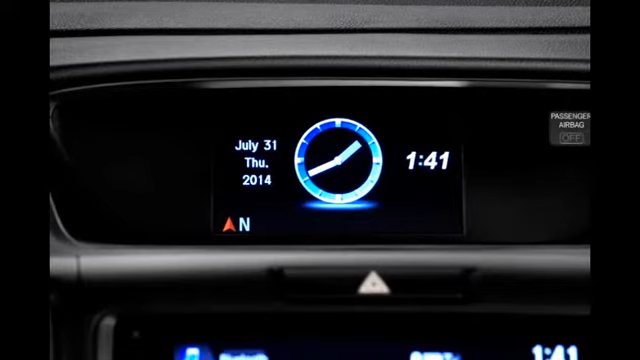 July 31
Thu.
2014
1:41
N
PASSENGER
AIRBAG
OFF
1:41